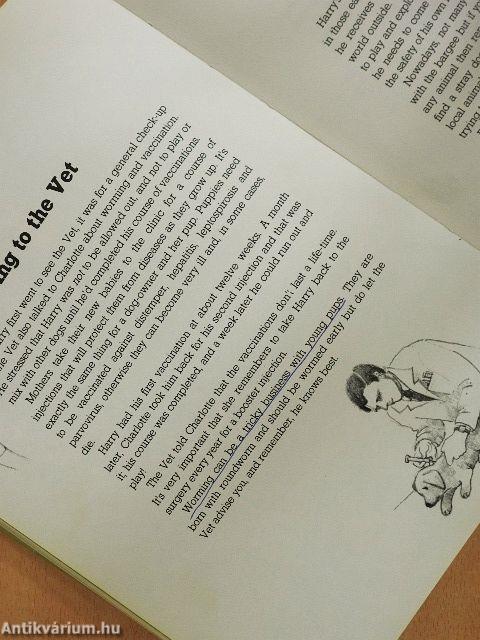 ing to the Vet
arry first went to see the Vet, it was for a general check-up
he Vet also talked to Charlotte about worming and vaccination.
He stressed that Harry was not to be allowed out, and not to play or
mix with other dogs until he'd completed his course of vaccinations.
Mothers take their new babies to the clinic for a course of
injections that will protect them from diseases as they grow up. It's
exactly the same thing for a dog-owner and her pup. Puppies need
to be vaccinated against distemper, hepatitis, leptospirosis and
parvovirus, otherwise they can become very ill and, in some cases,
die.
Harry had his first vaccination at about twelve weeks. A month
later, Charlotte took him back for his second injection and that was
it; his course was completed, and a week later he could run out and
play!
The Vet told Charlotte that the vaccinations don't last a life-time.
It's very important that she remembers to take Harry back to the
surgery every year for a booster injection.
Worming can be a tricky business with young pups. They are
born with roundworm and should be wormed early but do let the
Vet advise you, and remember, he knows best.
Harry
in those ea
he receives
world outside.
to play and expl
he needs to come
the safety of his own
Nowadays, not many
with the bargee but if
any animal then re
find a stray do
local anim
trying
Antikvárium.hu